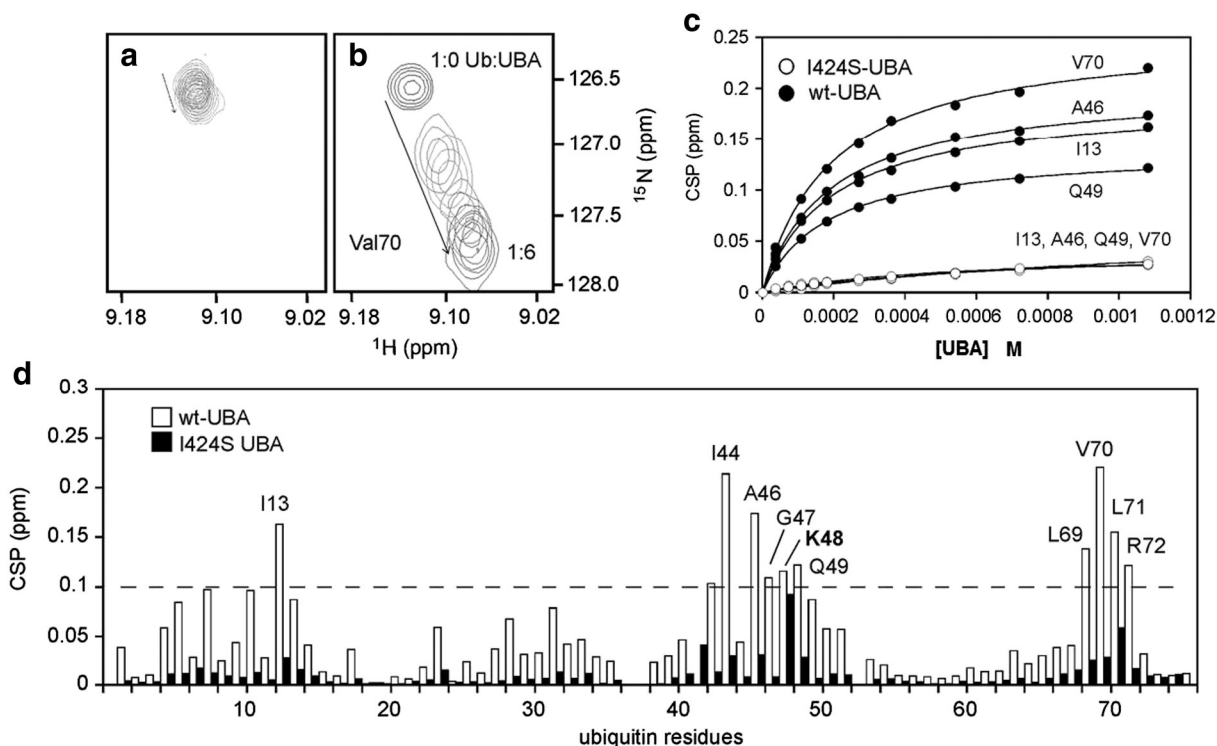 a
b
1:0 Ub:UBA
Val70
1:6
126.5
127.0
127.5
128.0
15N (ppm)
9.18
9.10
9.02
9.18
9.10
9.02
1H (ppm)
c
0.25
0.2
0.15
0.1
0.05
0
CSP (ppm)
I424S-UBA
wt-UBA
V70
A46
I13
Q49
I13, A46, Q49, V70
0
0.0002
0.0004
0.0006
0.0008
0.001
0.0012
[UBA] M
d
0.3
0.25
0.2
0.15
0.1
0.05
0
CSP (ppm)
wt-UBA
I424S UBA
I13
I44
A46
G47
K48
Q49
V70
L71
L69
R72
10
20
30
40
50
60
70
ubiquitin residues